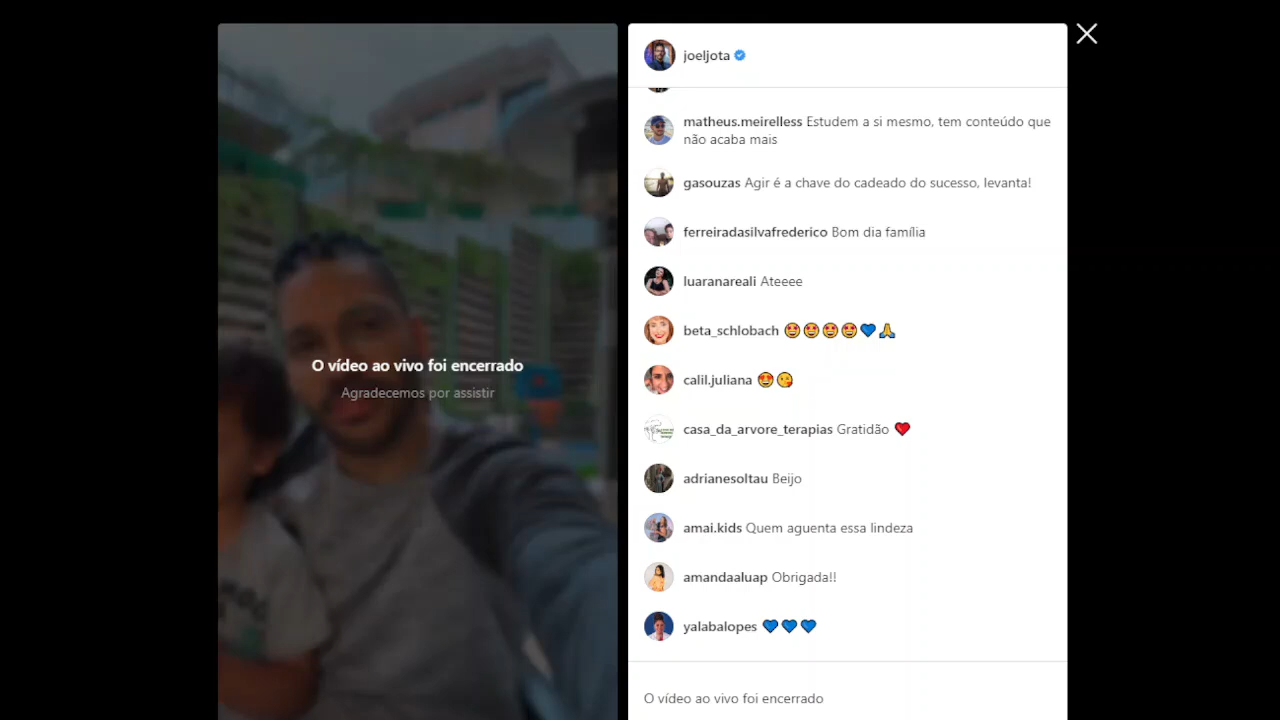 O vídeo ao vivo foi encerrado
Agradecemos por assistir
joeljota
matheus.meirelless Estudem a si mesmo, tem conteúdo que
não acaba mais
gasouzas Agir é a chave do cadeado do sucesso, levanta!
ferreiradasilvafrederico Bom dia família
luaranareali Ateeee
beta_schlobach 😍😍😍😍💙🙏
calil.juliana 😍😘
casa_da_arvore_terapias Gratidão ❤️
adrianesoltau Beijo
amai.kids Quem aguenta essa lindeza
amandaaluap Obrigada!!
yalabalopes 💙💙💙
O vídeo ao vivo foi encerrado